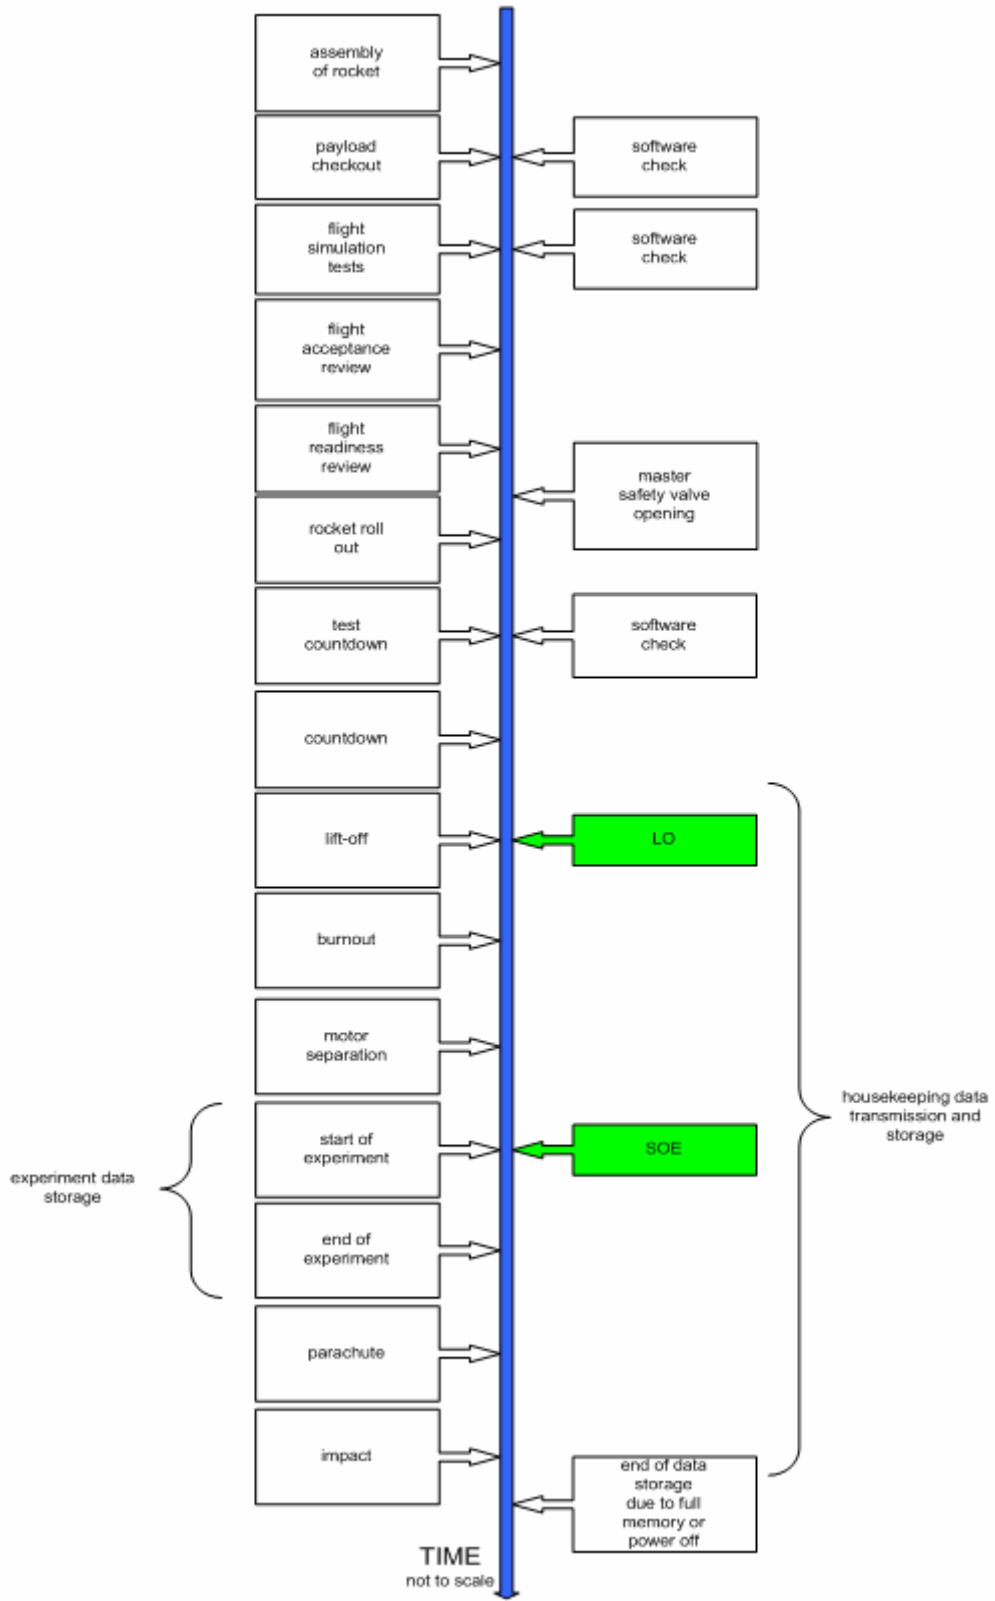 assembly
of rocket
payload
checkout
software
check
flight
simulation
tests
software
check
flight
acceptance
review
flight
readiness
review
master
safety valve
opening
rocket roll
out
test
countdown
software
check
countdown
lift-off
LO
burnout
motor
separation
housekeeping data
transmission and
storage
start of
experiment
SOE
experiment data
storage
end of
experiment
parachute
impact
end of data
storage
due to full
memory or
power off
TIME
not to scale